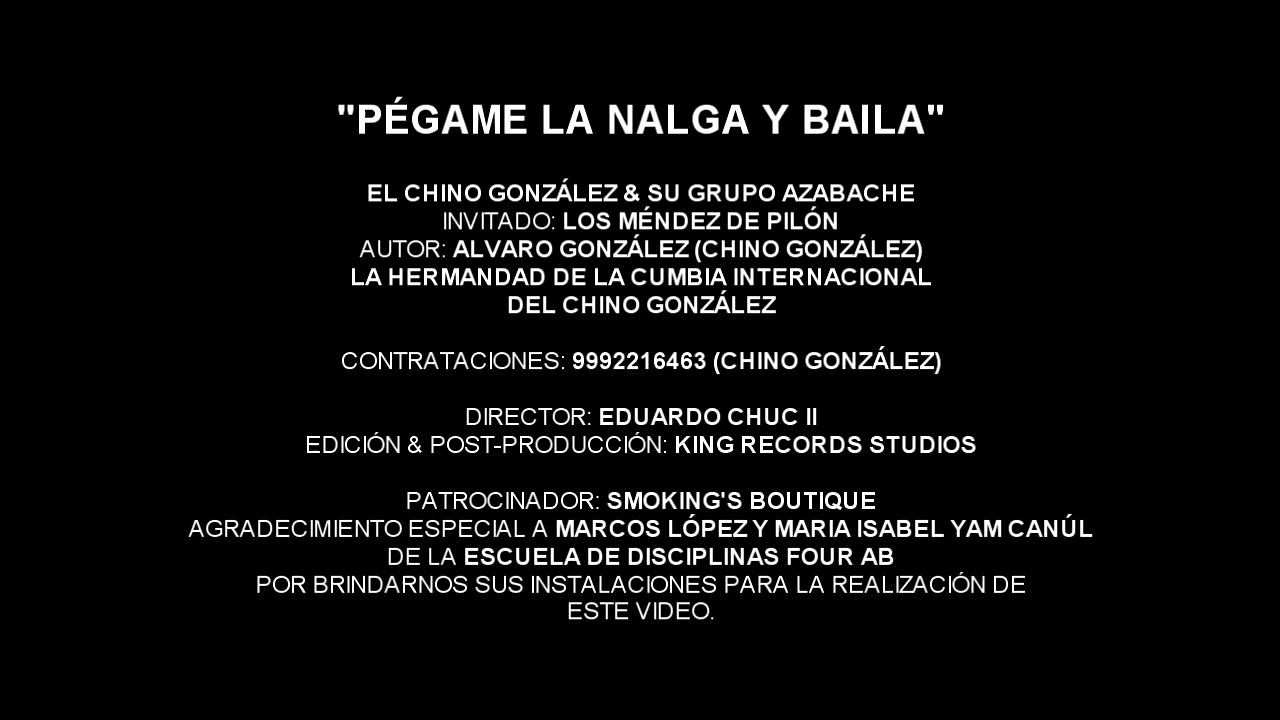 "PÉGAME LA NALGA Y BAILA"
EL CHINO GONZÁLEZ & SU GRUPO AZABACHE
INVITADO: LOS MÉNDEZ DE PILÓN
AUTOR: ALVARO GONZÁLEZ (CHINO GONZÁLEZ)
LA HERMANDAD DE LA CUMBIA INTERNACIONAL
DEL CHINO GONZÁLEZ
CONTRATACIONES: 9992216463 (CHINO GONZÁLEZ)
DIRECTOR: EDUARDO CHUC II
EDICIÓN & POST-PRODUCCIÓN: KING RECORDS STUDIOS
PATROCINADOR: SMOKING'S BOUTIQUE
AGRADECIMIENTO ESPECIAL A MARCOS LÓPEZ Y MARIA ISABEL YAM CANÚL
DE LA ESCUELA DE DISCIPLINAS FOUR AB
POR BRINDARNOS SUS INSTALACIONES PARA LA REALIZACIÓN DE
ESTE VIDEO.